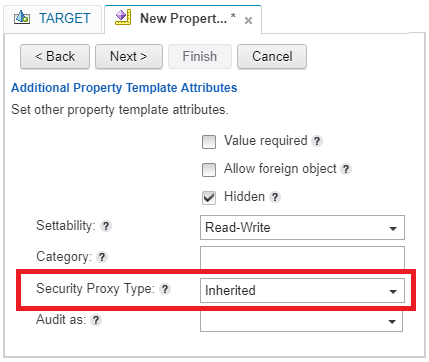 TARGET New Propert... *
< Back Next > Finish Cancel
Additional Property Template Attributes
Set other property template attributes.
Value required ?
Allow foreign object ?
Hidden ?
Settability: ? Read-Write
Category: ?
Security Proxy Type: ? Inherited
Audit as: ?